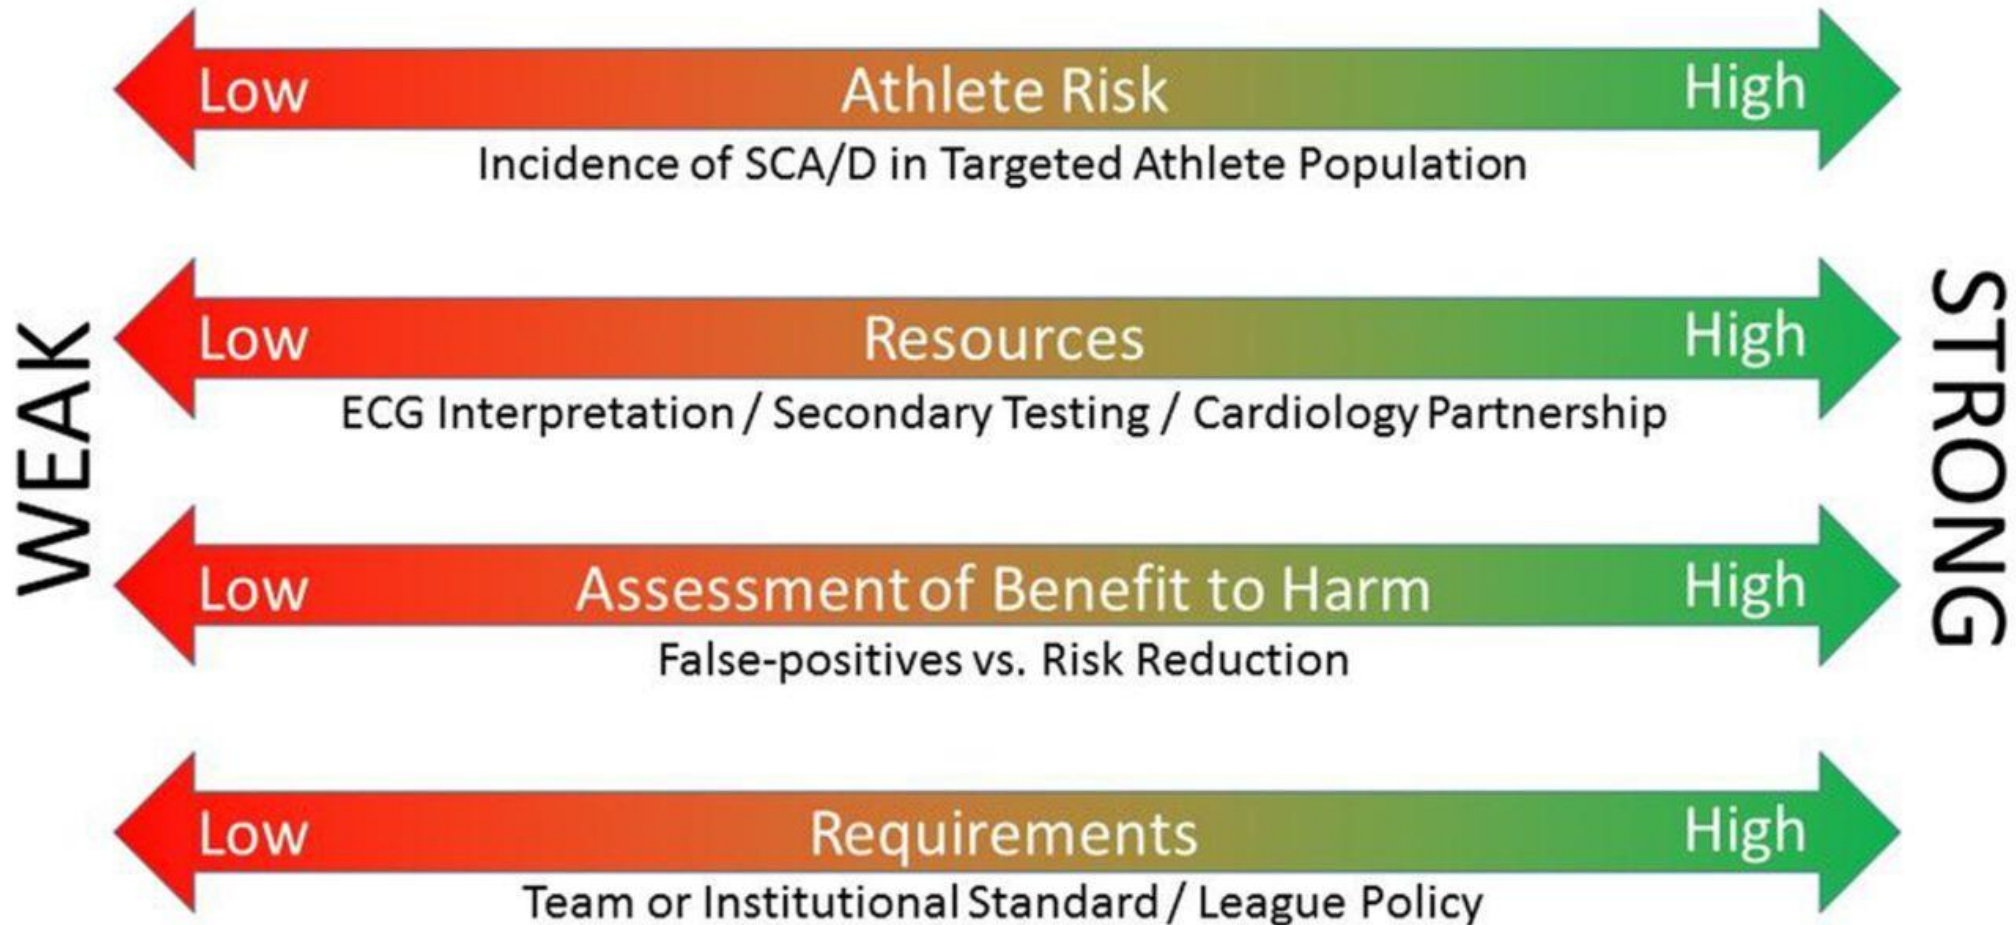 Low Athlete Risk High
Incidence of SCA/D in Targeted Athlete Population
WEAK
STRONG
Low Resources High
ECG Interpretation / Secondary Testing / Cardiology Partnership
Low Assessment of Benefit to Harm High
False-positives vs. Risk Reduction
Low Requirements High
Team or Institutional Standard / League Policy